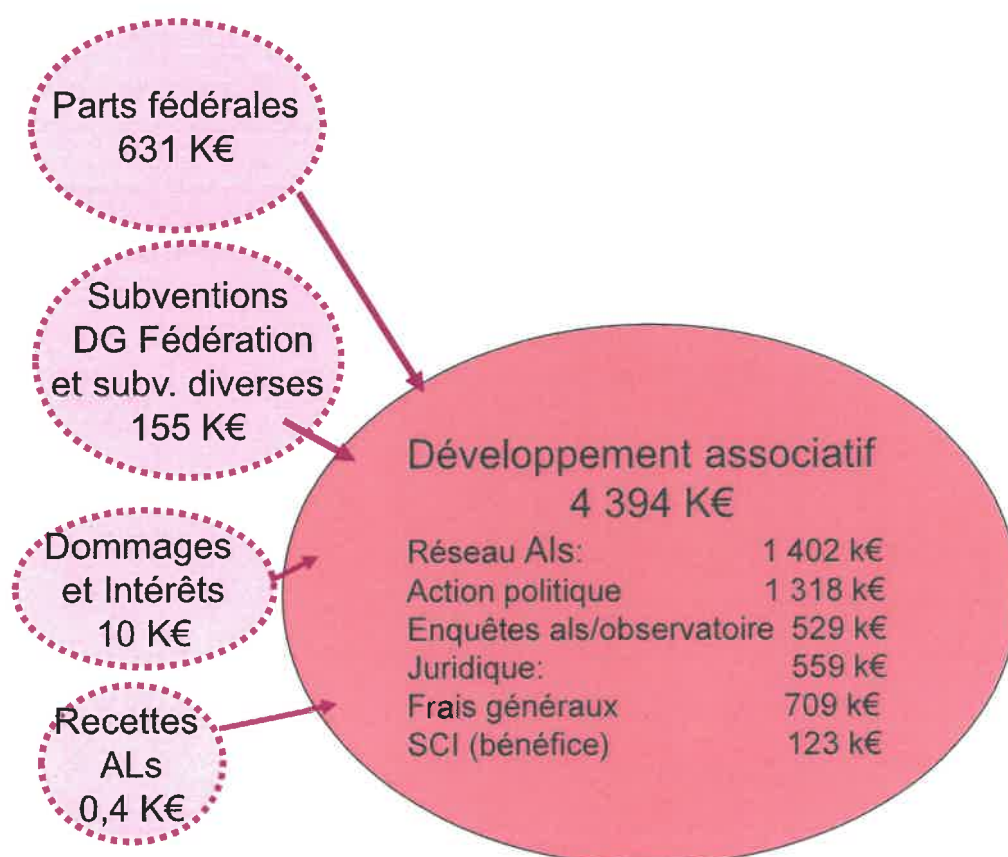 Parts fédérales
631 K€
Subventions
DG Fédération
et subv. diverses
155 K€
Dommages
et Intérêts
10 K€
Recettes
ALs
0,4 K€
Développement associatif
4 394 K€
Réseau Als: 1 402 k€
Action politique 1 318 k€
Enquêtes als/observatoire 529 k€
Juridique: 559 k€
Frais généraux 709 k€
SCI (bénéfice) 123 k€